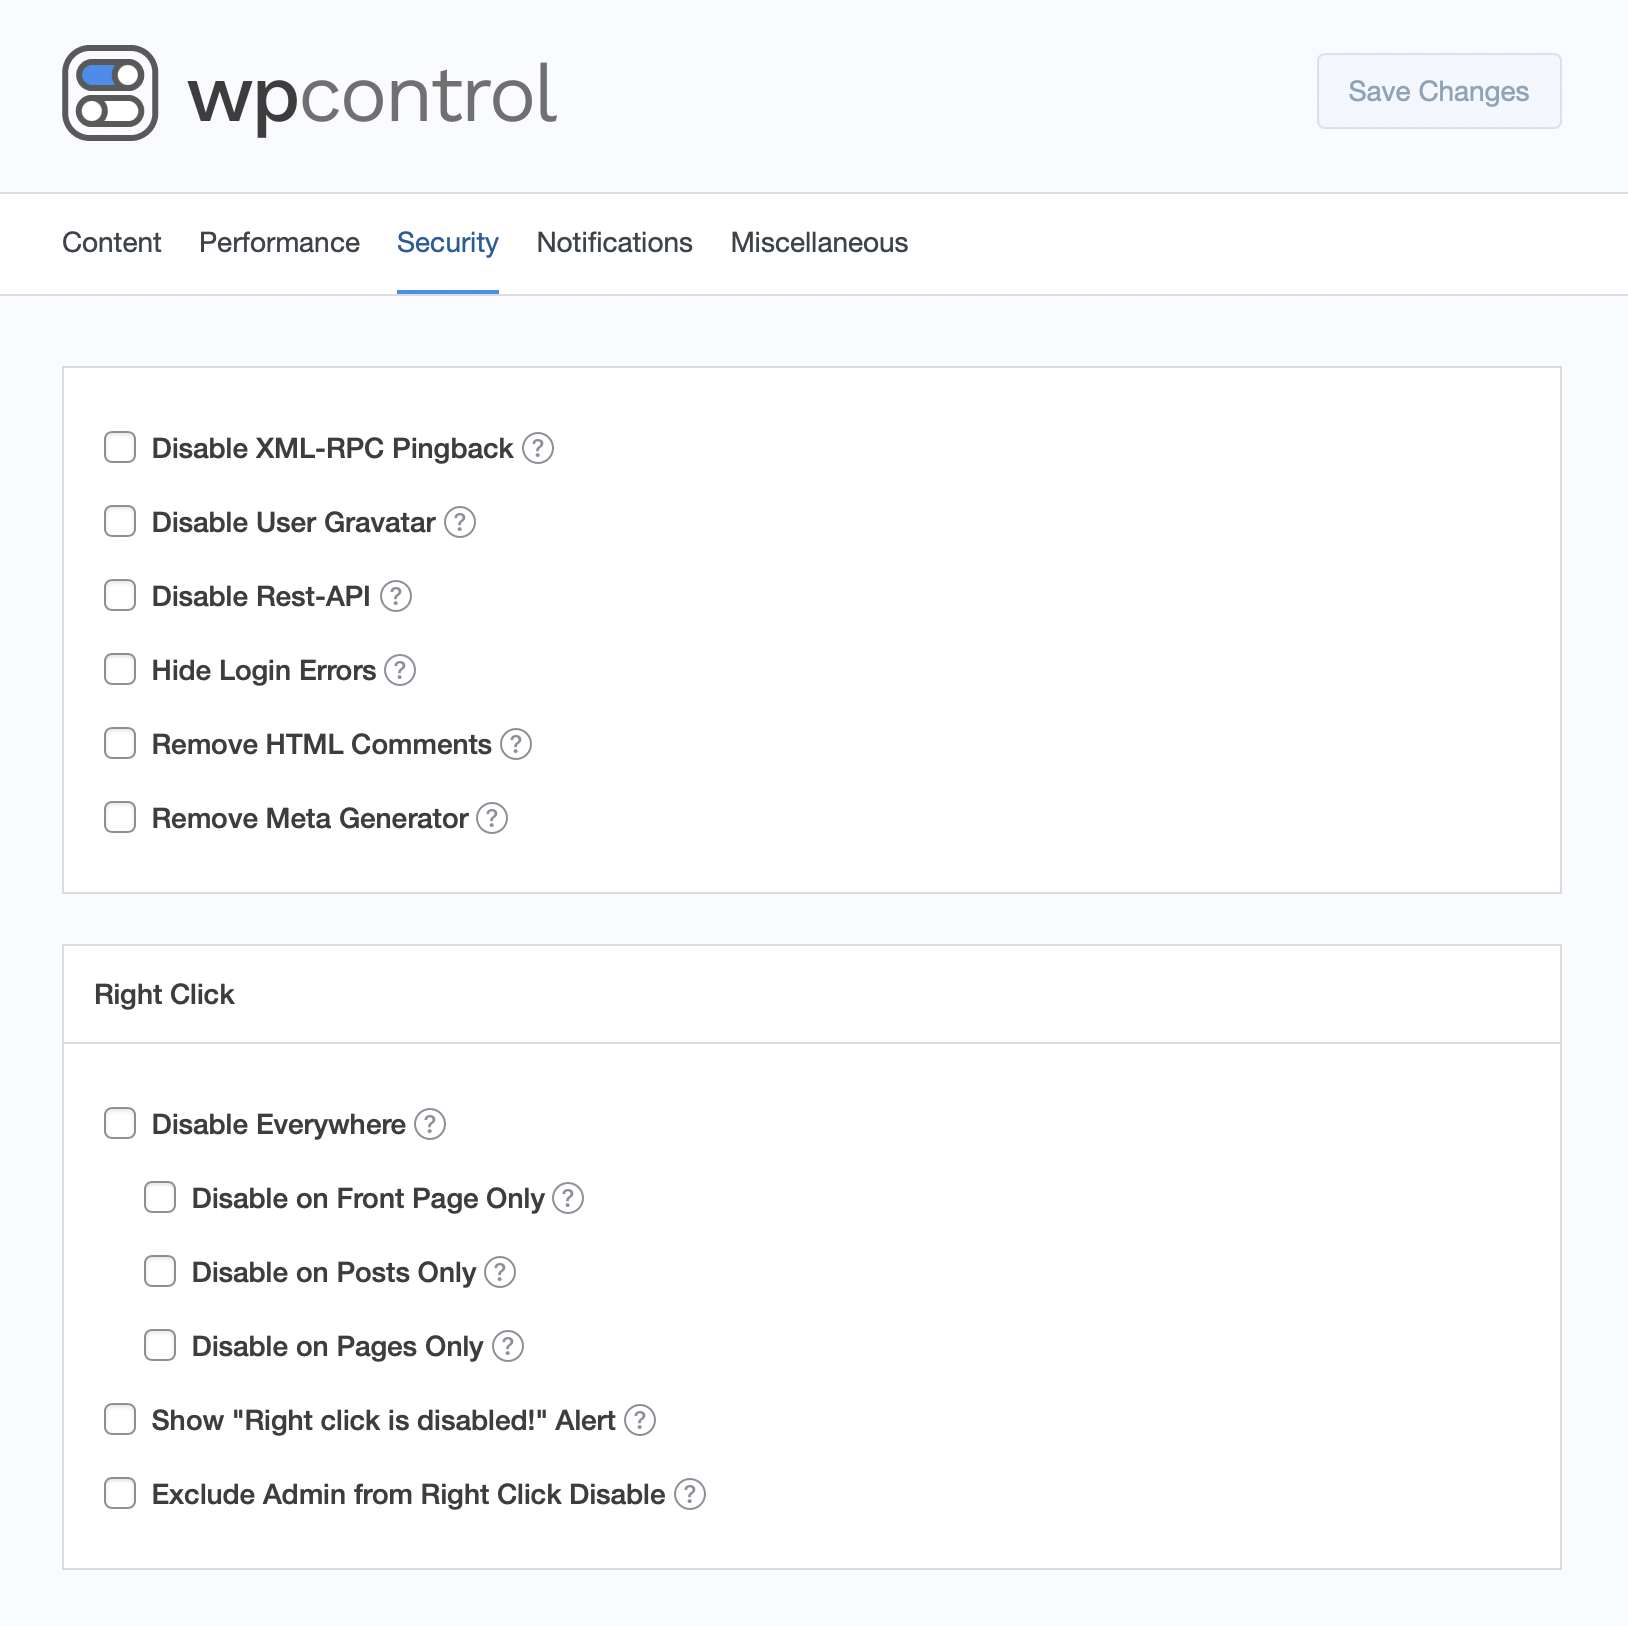 wpcontrol
Save Changes
Content Performance Security Notifications Miscellaneous
Disable XML-RPC Pingback ?
Disable User Gravatar ?
Disable Rest-API ?
Hide Login Errors ?
Remove HTML Comments ?
Remove Meta Generator ?
Right Click
Disable Everywhere ?
Disable on Front Page Only ?
Disable on Posts Only ?
Disable on Pages Only ?
Show "Right click is disabled!" Alert ?
Exclude Admin from Right Click Disable ?